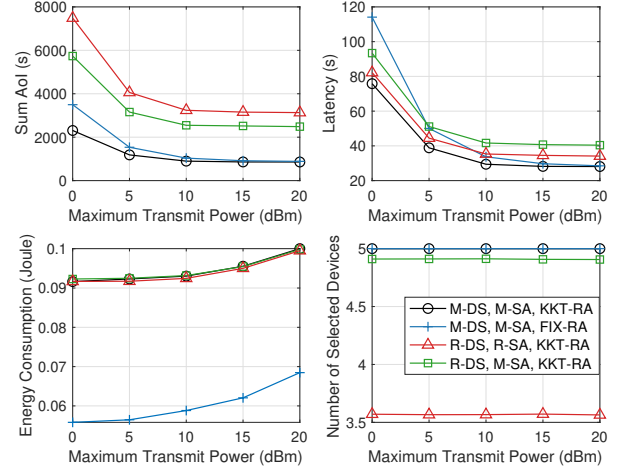 Sum AoI (s)
8000
6000
4000
2000
0
0 5 10 15 20
Maximum Transmit Power (dBm)
Latency (s)
120
100
80
60
40
20
0 5 10 15 20
Maximum Transmit Power (dBm)
Energy Consumption (Joule)
0.1
0.09
0.08
0.07
0.06
0 5 10 15 20
Maximum Transmit Power (dBm)
Number of Selected Devices
5
4.5
4
3.5
M-DS, M-SA, KKT-RA
M-DS, M-SA, FIX-RA
R-DS, R-SA, KKT-RA
R-DS, M-SA, KKT-RA
0 5 10 15 20
Maximum Transmit Power (dBm)